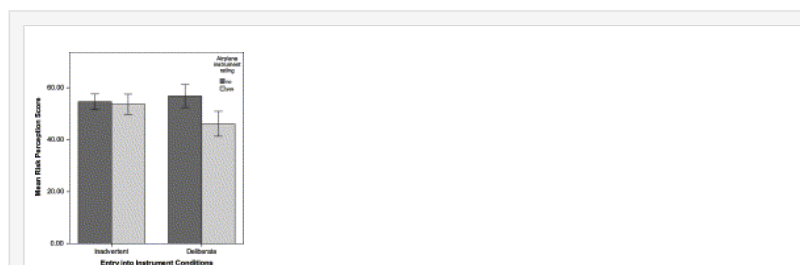 Airplane
instrument
rating
no
yes
60.00
40.00
20.00
0.00
Mean Risk Perception Score
Inadvertent
Deliberate
Entry into Instrument Conditions